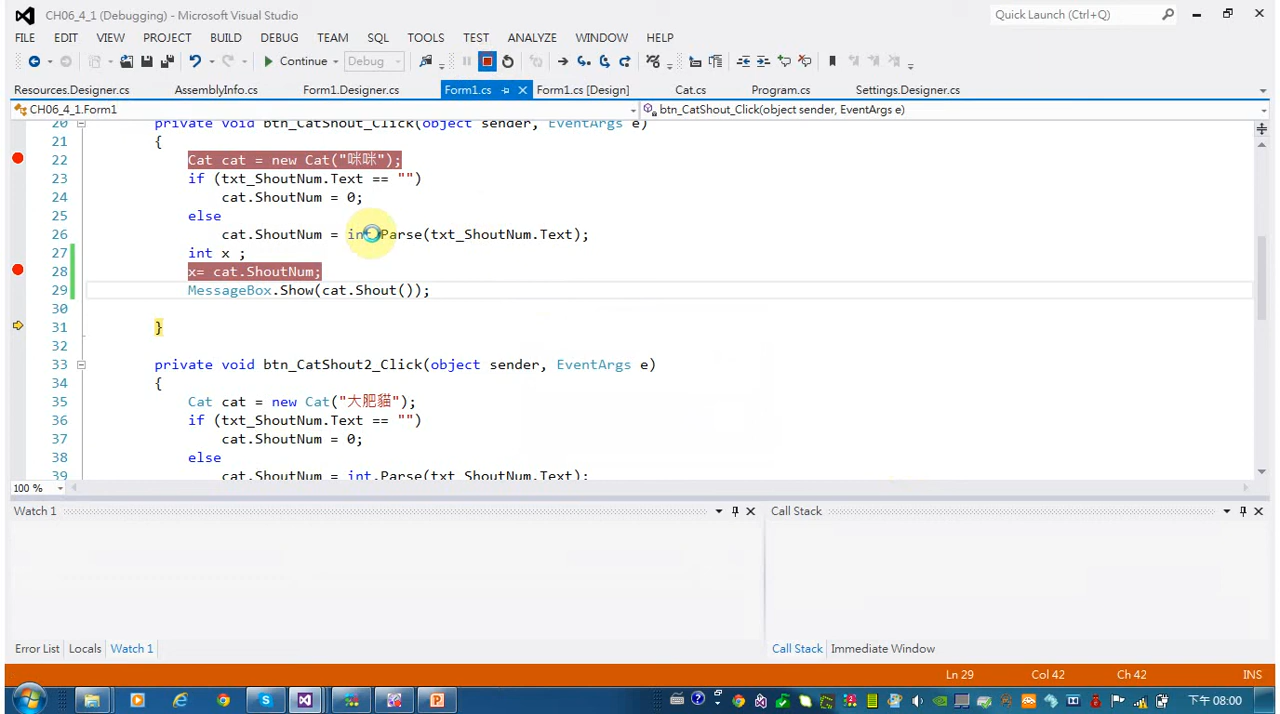 CH06_4_1 (Debugging) - Microsoft Visual Studio
Quick Launch (Ctrl+Q)
FILE EDIT VIEW PROJECT BUILD DEBUG TEAM SQL TOOLS TEST ANALYZE WINDOW HELP
Continue Debug
Resources.Designer.cs AssemblyInfo.cs Form1.Designer.cs Form1.cs Form1.cs [Design] Cat.cs Program.cs Settings.Designer.cs
CH06_4_1.Form1 btn_CatShout_Click(object sender, EventArgs e)
20 private void btn_CatShout_Click(object sender, EventArgs e)
21 {
22 Cat cat = new Cat("咪咪");
23 if (txt_ShoutNum.Text == "")
24 cat.ShoutNum = 0;
25 else
26 cat.ShoutNum = int.Parse(txt_ShoutNum.Text);
27 int x ;
28 x= cat.ShoutNum;
29 MessageBox.Show(cat.Shout());
30
31 }
32
33 private void btn_CatShout2_Click(object sender, EventArgs e)
34 {
35 Cat cat = new Cat("大肥貓");
36 if (txt_ShoutNum.Text == "")
37 cat.ShoutNum = 0;
38 else
39 cat.ShoutNum = int.Parse(txt_ShoutNum.Text);
100 %
Watch 1 Call Stack
Error List Locals Watch 1 Call Stack Immediate Window
Ln 29 Col 42 Ch 42 INS
下午 08:00